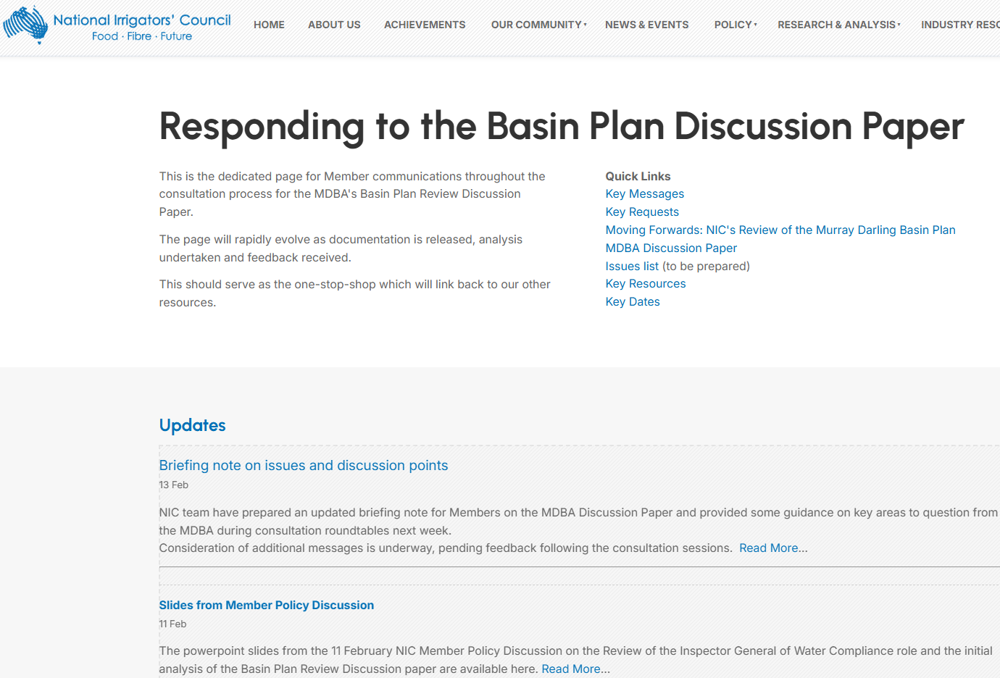 National Irrigators' Council
Food · Fibre · Future
HOME
ABOUT US
ACHIEVEMENTS
OUR COMMUNITY
NEWS & EVENTS
POLICY
RESEARCH & ANALYSIS
INDUSTRY RESO
Responding to the Basin Plan Discussion Paper
This is the dedicated page for Member communications throughout the
consultation process for the MDBA's Basin Plan Review Discussion
Paper.
The page will rapidly evolve as documentation is released, analysis
undertaken and feedback received.
This should serve as the one-stop-shop which will link back to our other
resources.
Quick Links
Key Messages
Key Requests
Moving Forwards: NIC's Review of the Murray Darling Basin Plan
MDBA Discussion Paper
Issues list (to be prepared)
Key Resources
Key Dates
Updates
Briefing note on issues and discussion points
13 Feb
NIC team have prepared an updated briefing note for Members on the MDBA Discussion Paper and provided some guidance on key areas to question from
the MDBA during consultation roundtables next week.
Consideration of additional messages is underway, pending feedback following the consultation sessions.  Read More...
Slides from Member Policy Discussion
11 Feb
The powerpoint slides from the 11 February NIC Member Policy Discussion on the Review of the Inspector General of Water Compliance role and the initial
analysis of the Basin Plan Review Discussion paper are available here. Read More...